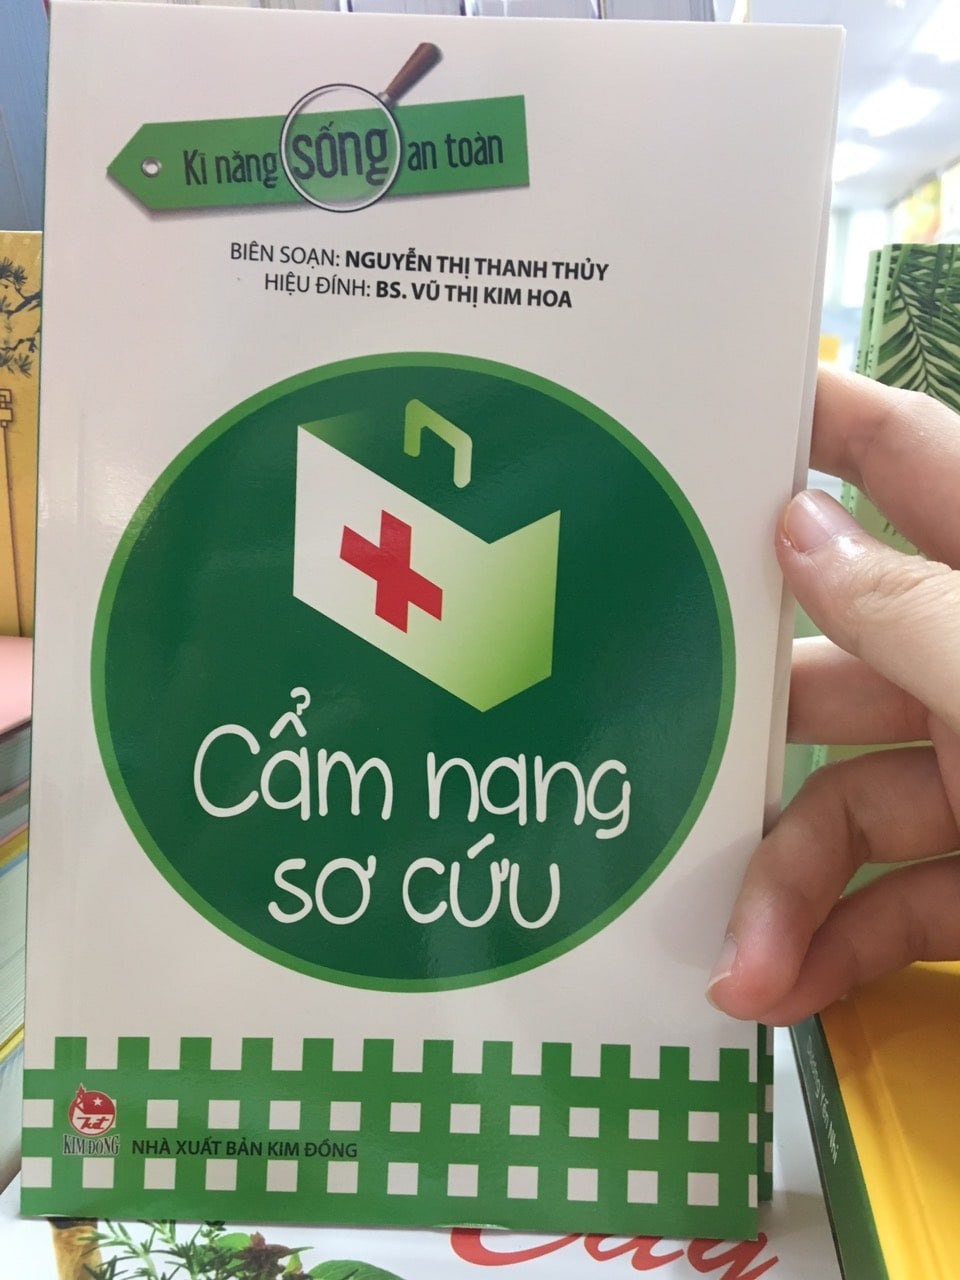 Kĩ năng sống an toàn
BIÊN SOẠN: NGUYỄN THỊ THANH THỦY
HIỆU ĐÍNH: BS. VŨ THỊ KIM HOA
Cẩm nang
sơ cứu
KIM ĐỒNG
NHÀ XUẤT BẢN KIM ĐỒNG